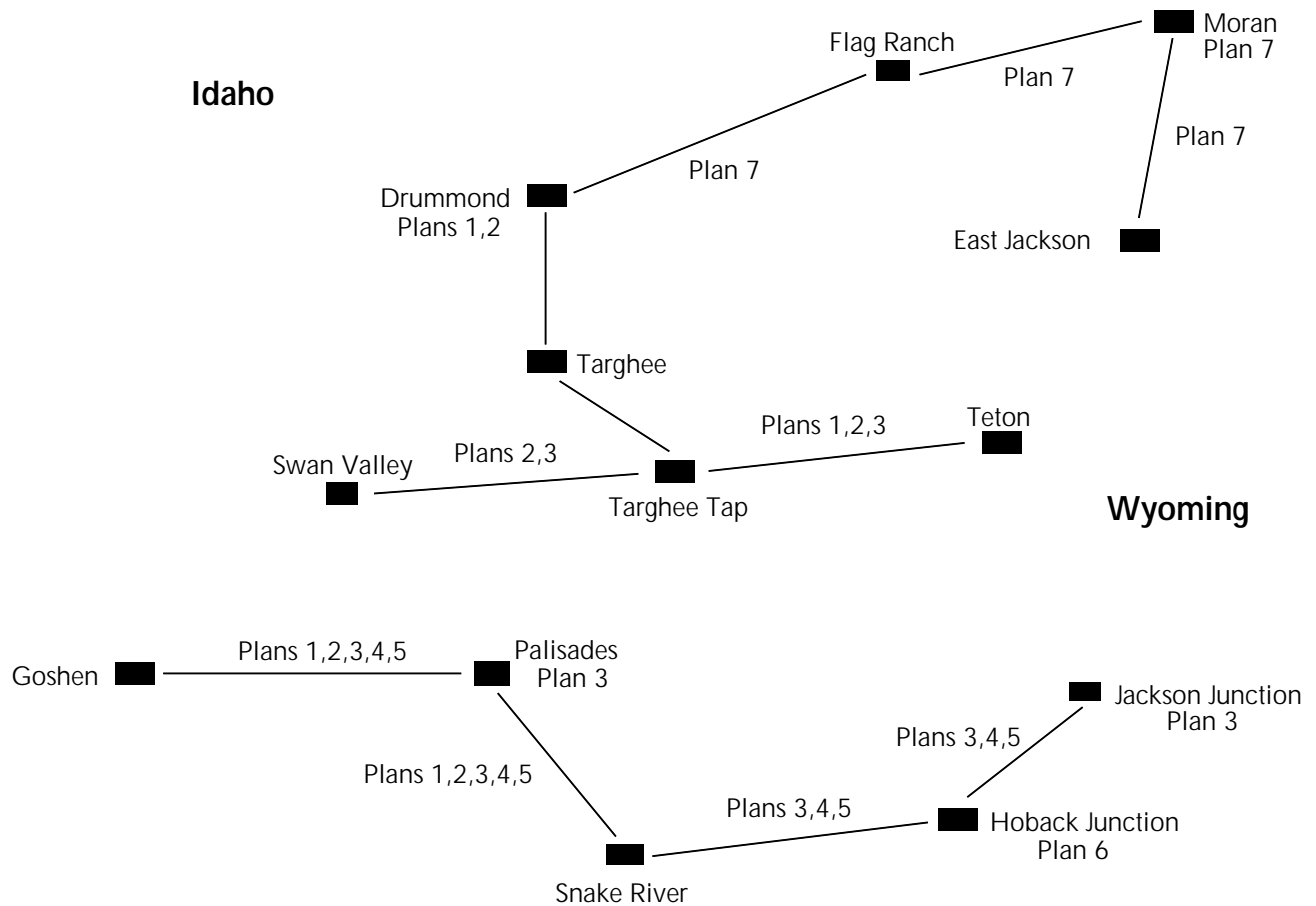 Moran
Plan 7
Flag Ranch
Plan 7
Idaho
Plan 7
Plan 7
Drummond
Plans 1,2
East Jackson
Targhee
Teton
Plans 1,2,3
Plans 2,3
Swan Valley
Targhee Tap
Wyoming
Plans 1,2,3,4,5
Palisades
Plan 3
Goshen
Jackson Junction
Plan 3
Plans 3,4,5
Plans 1,2,3,4,5
Plans 3,4,5
Hoback Junction
Plan 6
Snake River